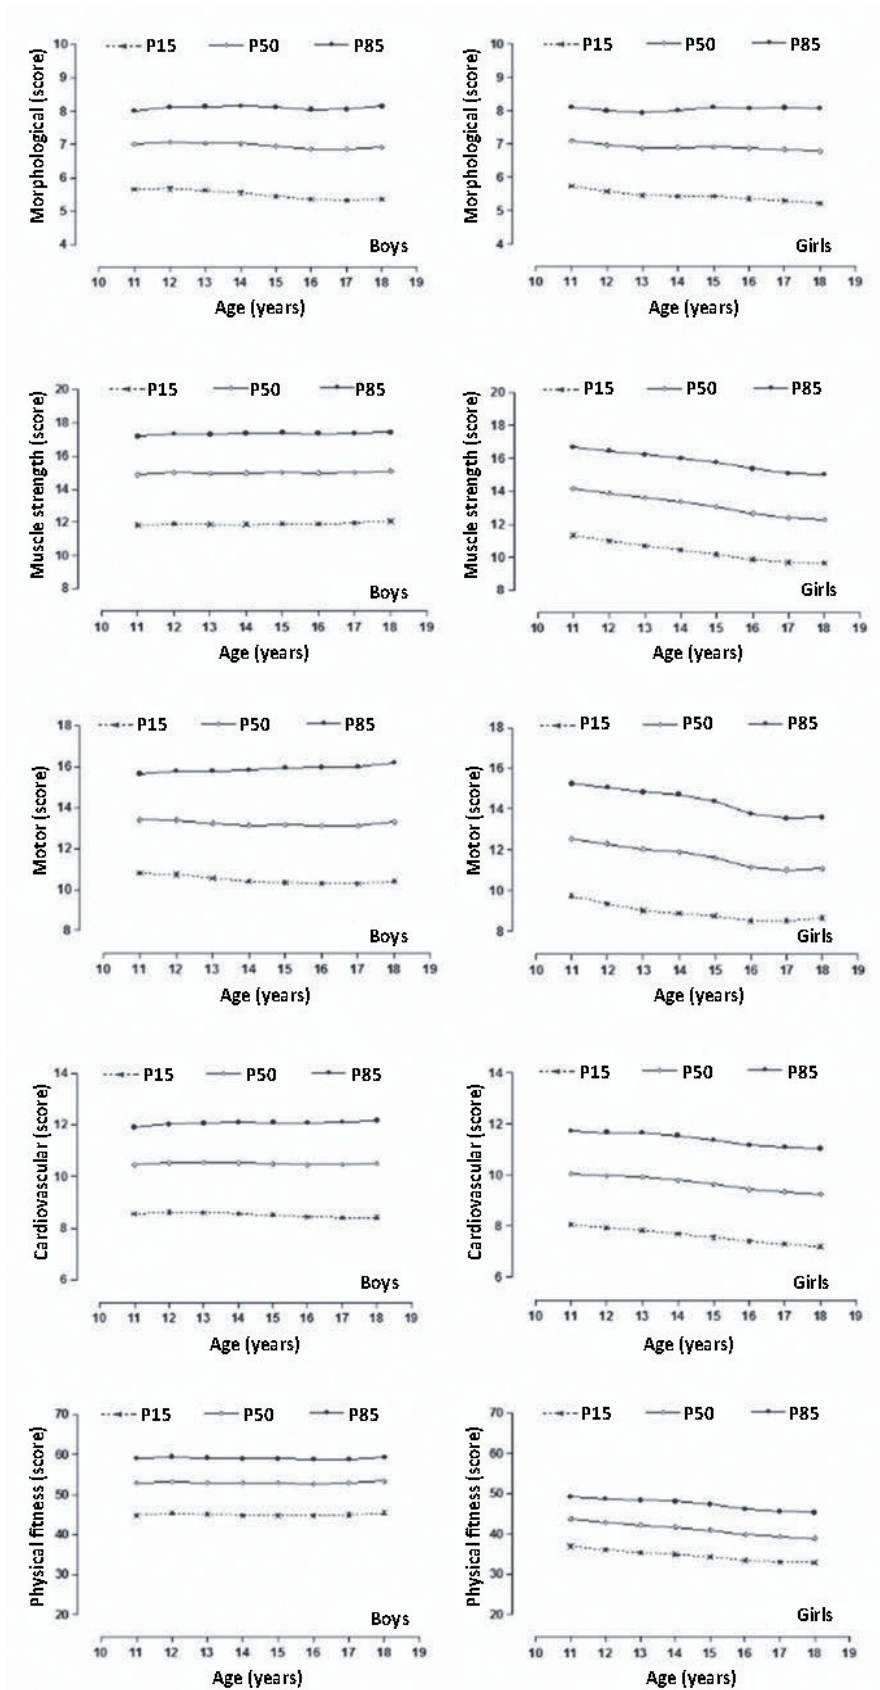 P15 P50 P85
10
9
8
7
6
5
4
Morphological (score)
Boys
10 11 12 13 14 15 16 17 18 19
Age (years)
P15 P50 P85
10
9
8
7
6
5
4
Morphological (score)
Girls
10 11 12 13 14 15 16 17 18 19
Age (years)
P15 P50 P85
20
18
16
14
12
10
8
Muscle strength (score)
Boys
10 11 12 13 14 15 16 17 18 19
Age (years)
P15 P50 P85
20
18
16
14
12
10
8
Muscle strength (score)
Girls
10 11 12 13 14 15 16 17 18 19
Age (years)
P15 P50 P85
18
16
14
12
10
8
Motor (score)
Boys
10 11 12 13 14 15 16 17 18 19
Age (years)
P15 P50 P85
18
16
14
12
10
8
Motor (score)
Girls
10 11 12 13 14 15 16 17 18 19
Age (years)
P15 P50 P85
14
12
10
8
6
Cardiovascular (score)
Boys
10 11 12 13 14 15 16 17 18 19
Age (years)
P15 P50 P85
14
12
10
8
6
Cardiovascular (score)
Girls
10 11 12 13 14 15 16 17 18 19
Age (years)
P15 P50 P85
70
60
50
40
30
20
Physical fitness (score)
Boys
10 11 12 13 14 15 16 17 18 19
Age (years)
P15 P50 P85
70
60
50
40
30
20
Physical fitness (score)
Girls
10 11 12 13 14 15 16 17 18 19
Age (years)